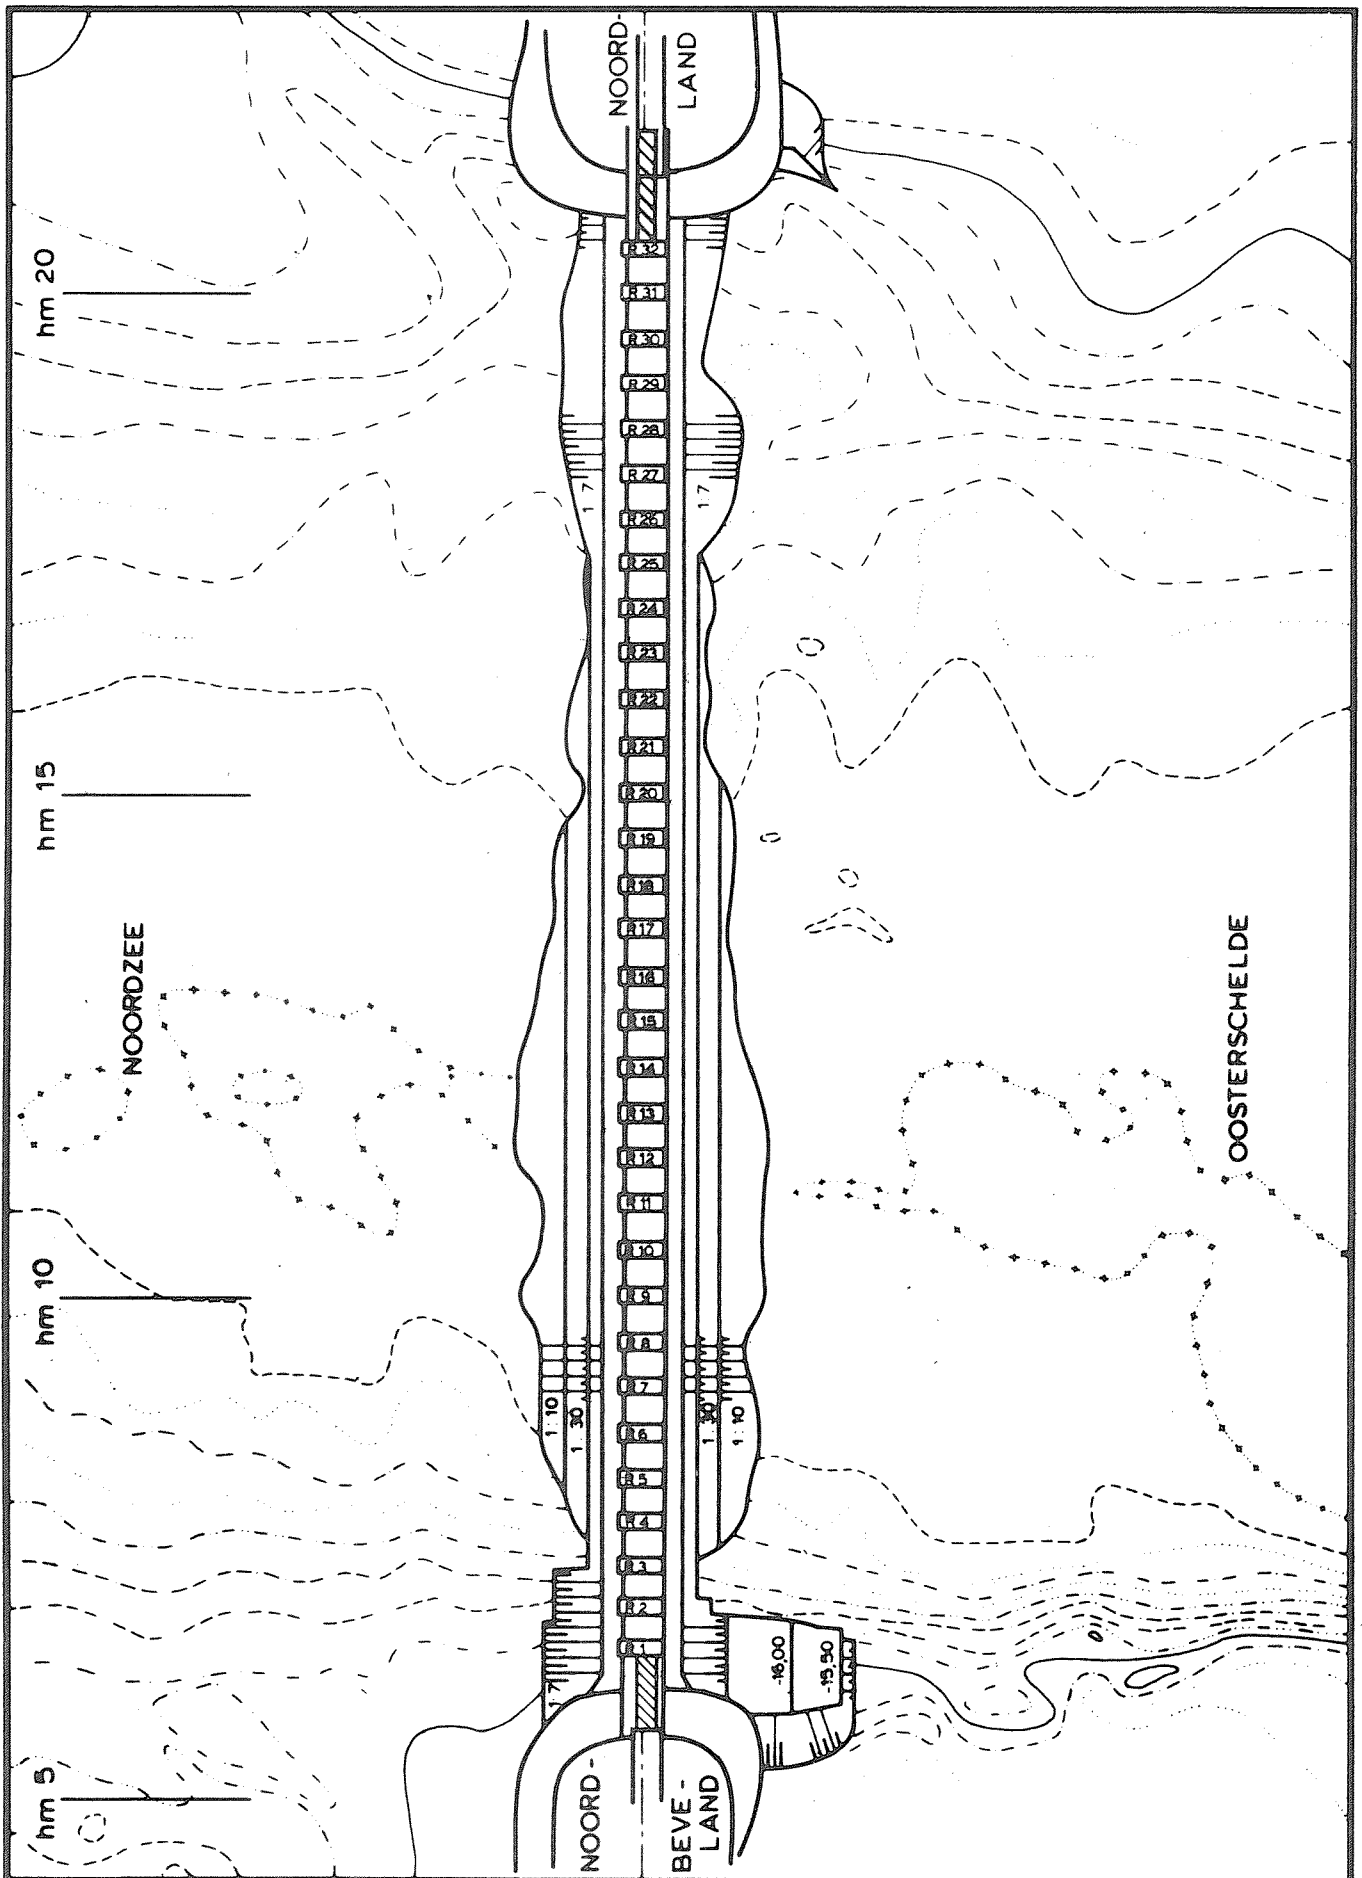 NOORD-
LAND
hm 20
R 32
R 31
R 30
R 29
R 28
R 27
R 26
R 25
R 24
R 23
R 22
R 21
R 20
R 19
R 18
R 17
R 16
R 15
R 14
R 13
R 12
R 11
R 10
R 9
R 8
R 7
R 6
R 5
R 4
R 3
R 2
R 1
1:7
1:7
hm 15
NOORDZEE
OOSTERSCHELDE
hm 10
1:10
1:30
1:30
1:10
1:7
-16,00
-15,50
hm 5
NOORD-
BEVE-
LAND